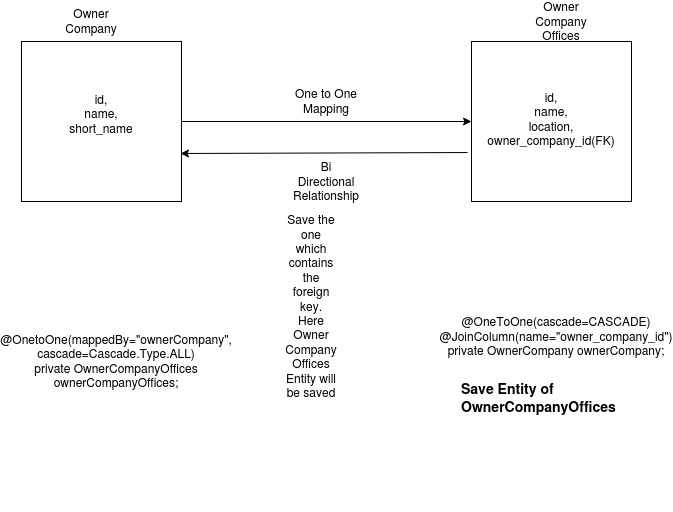 Owner
Company
Owner
Company
Offices
id,
name,
short_name
One to One
Mapping
id,
name,
location,
owner_company_id(FK)
Bi
Directional
Relationship
Save the
one
which
contains
the
foreign
key.
Here
Owner
Company
Offices
Entity will
be saved
@OnetoOne(mappedBy="ownerCompany",
cascade=Cascade.Type.ALL)
private OwnerCompanyOffices
ownerCompanyOffices;
@OneToOne(cascade=CASCADE)
@JoinColumn(name="owner_company_id")
private OwnerCompany ownerCompany;
Save Entity of
OwnerCompanyOffices